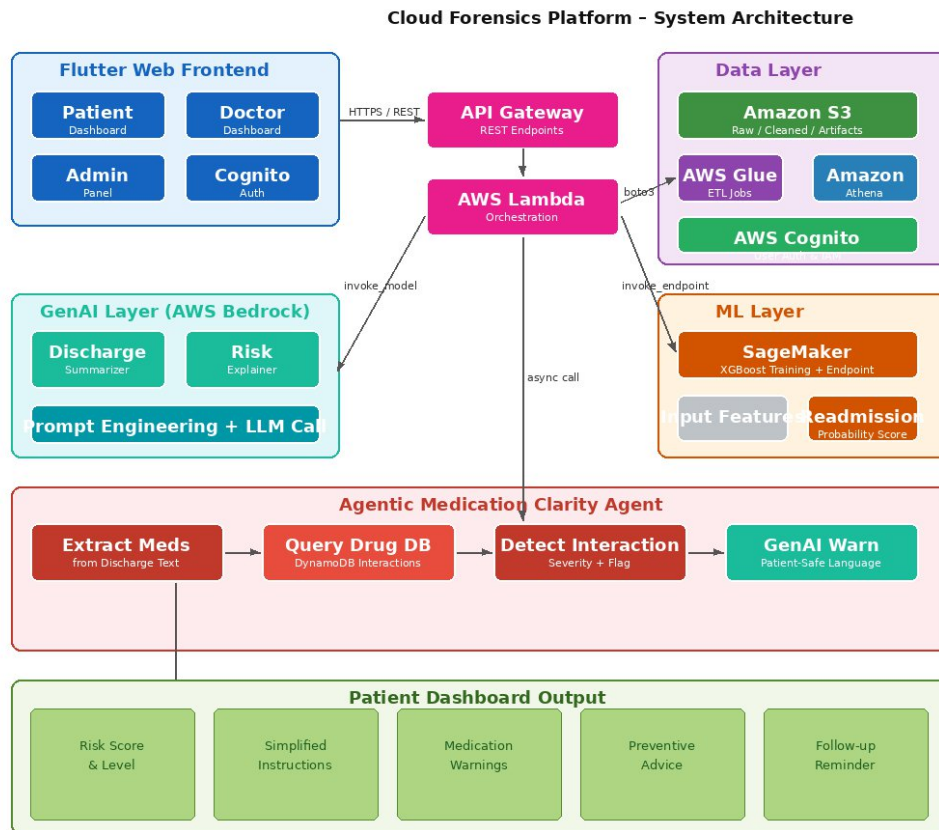 Cloud Forensics Platform – System Architecture
Flutter Web Frontend
Patient
Dashboard
Doctor
Dashboard
Admin
Panel
Cognito
Auth
HTTPS / REST
API Gateway
REST Endpoints
AWS Lambda
Orchestration
boto3
Data Layer
Amazon S3
Raw / Cleaned / Artifacts
AWS Glue
ETL Jobs
Amazon
Athena
AWS Cognito
User Auth & IAM
invoke_model
invoke_endpoint
async call
GenAI Layer (AWS Bedrock)
Discharge
Summarizer
Risk
Explainer
Prompt Engineering + LLM Call
ML Layer
SageMaker
XGBoost Training + Endpoint
Input Features
Readmission
Probability Score
Agentic Medication Clarity Agent
Extract Meds
from Discharge Text
Query Drug DB
DynamoDB Interactions
Detect Interaction
Severity + Flag
GenAI Warn
Patient-Safe Language
Patient Dashboard Output
Risk Score
& Level
Simplified
Instructions
Medication
Warnings
Preventive
Advice
Follow-up
Reminder